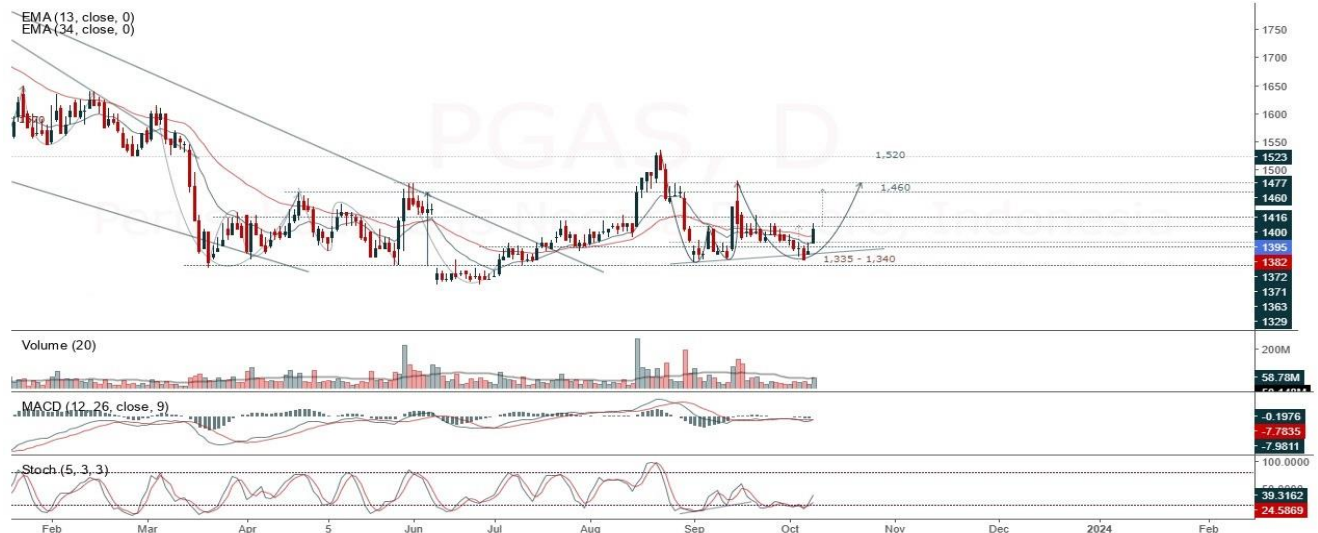 EMA (13, close, 0)
EMA (34, close, 0)
PGAS, D
1,520
1,460
1,335 - 1,340
1750
1700
1650
1600
1550
1523
1500
1477
1460
1416
1400
1395
1382
1372
1371
1363
1329
Volume (20)
200M
58.78M
MACD (12, 26, close, 9)
-0.1976
-7.7835
-7.9811
Stoch (5, 3, 3)
100.0000
39.3162
24.5869
Feb Mar Apr 5 Jun Jul Aug Sep Oct Nov Dec 2024 Feb